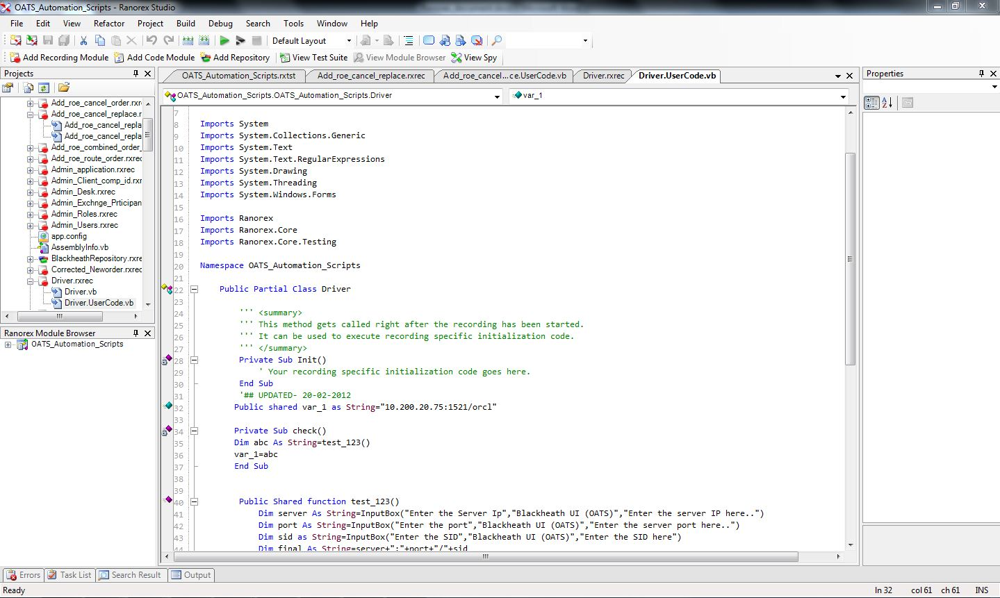 OATS_Automation_Scripts - Ranorex Studio
File Edit View Refactor Project Build Debug Search Tools Window Help
Default Layout
Add Recording Module Add Code Module Add Repository View Test Suite View Module Browser View Spy
Projects
Add_roe_cancel_order.rxr
Add_roe_cancel_replace.r
Add_roe_cancel_repla
Add_roe_cancel_repla
Add_roe_combined_order_
Add_roe_route_order.rxrec
Admin_application.rxrec
Admin_Client_comp_id.rxr
Admin_Desk.rxrec
Admin_Exchnge_Prticipan
Admin_Roles.rxrec
Admin_Users.rxrec
app.config
AssemblyInfo.vb
BlackheathRepository.rxre
Corrected_Neworder.rxrec
Driver.rxrec
Driver.vb
Driver.UserCode.vb
Ranorex Module Browser
OATS_Automation_Scripts
OATS_Automation_Scripts.rxtst Add_roe_cancel_replace.rxrec Add_roe_cancel_...ce.UserCode.vb Driver.rxrec Driver.UserCode.vb
OATS_Automation_Scripts.OATS_Automation_Scripts.Driver var_1
7
8 Imports System
9 Imports System.Collections.Generic
10 Imports System.Text
11 Imports System.Text.RegularExpressions
12 Imports System.Drawing
13 Imports System.Threading
14 Imports System.Windows.Forms
15
16 Imports Ranorex
17 Imports Ranorex.Core
18 Imports Ranorex.Core.Testing
19
20 Namespace OATS_Automation_Scripts
21
22 Public Partial Class Driver
23
24 ''' <summary>
25 ''' This method gets called right after the recording has been started.
26 ''' It can be used to execute recording specific initialization code.
27 ''' </summary>
28 Private Sub Init()
29 ' Your recording specific initialization code goes here.
30 End Sub
31 '## UPDATED- 20-02-2012
32 Public shared var_1 as String="10.200.20.75:1521/orcl"
33
34 Private Sub check()
35 Dim abc As String=test_123()
36 var_1=abc
37 End Sub
38
39
40 Public Shared function test_123()
41 Dim server As String=InputBox("Enter the Server Ip","Blackheath UI (OATS)","Enter the server IP here..")
42 Dim port As String=InputBox("Enter the port","Blackheath UI (OATS)","Enter the server port here..")
43 Dim sid as String=InputBox("Enter the SID","Blackheath UI (OATS)","Enter the SID here")
44 Dim final As String=server+":"+port+"/"+sid
Properties
Errors Task List Search Result Output
Ready ln 32 col 61 ch 61 INS